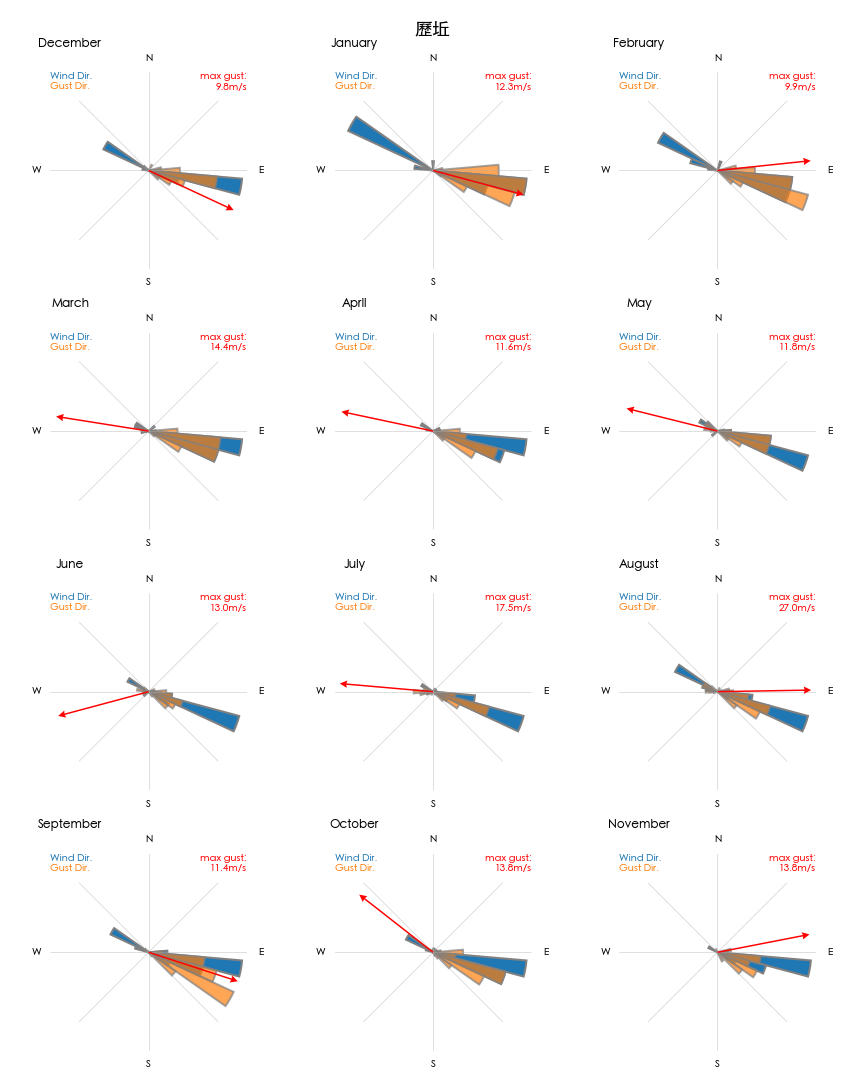 歷坵
December
N
Wind Dir.
Gust Dir.
max gust:
9.8m/s
W
E
S
January
N
Wind Dir.
Gust Dir.
max gust:
12.3m/s
W
E
S
February
N
Wind Dir.
Gust Dir.
max gust:
9.9m/s
W
E
S
March
N
Wind Dir.
Gust Dir.
max gust:
14.4m/s
W
E
S
April
N
Wind Dir.
Gust Dir.
max gust:
11.6m/s
W
E
S
May
N
Wind Dir.
Gust Dir.
max gust:
11.8m/s
W
E
S
June
N
Wind Dir.
Gust Dir.
max gust:
13.0m/s
W
E
S
July
N
Wind Dir.
Gust Dir.
max gust:
17.5m/s
W
E
S
August
N
Wind Dir.
Gust Dir.
max gust:
27.0m/s
W
E
S
September
N
Wind Dir.
Gust Dir.
max gust:
11.4m/s
W
E
S
October
N
Wind Dir.
Gust Dir.
max gust:
13.8m/s
W
E
S
November
N
Wind Dir.
Gust Dir.
max gust:
13.8m/s
W
E
S